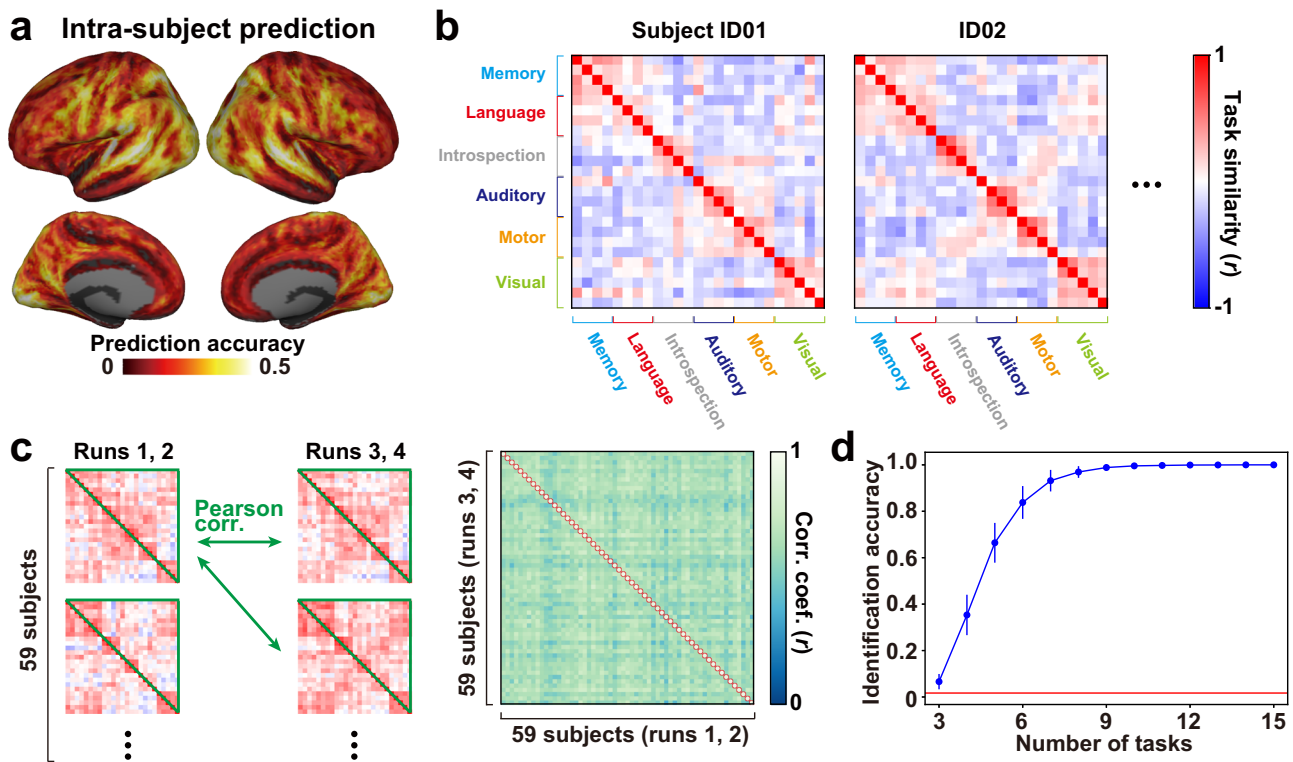 a Intra-subject prediction
Prediction accuracy
0 0.5
b
Subject ID01
ID02
Memory
Language
Introspection
Auditory
Motor
Visual
Memory
Language
Introspection
Auditory
Motor
Visual
Memory
Language
Introspection
Auditory
Motor
Visual
1
Task similarity (r)
-1
c
Runs 1, 2
Runs 3, 4
59 subjects
Pearson
corr.
59 subjects (runs 3, 4)
59 subjects (runs 1, 2)
1
Corr. coef. (r)
0
d
Identification accuracy
1.0
0.8
0.6
0.4
0.2
0
3 6 9 12 15
Number of tasks